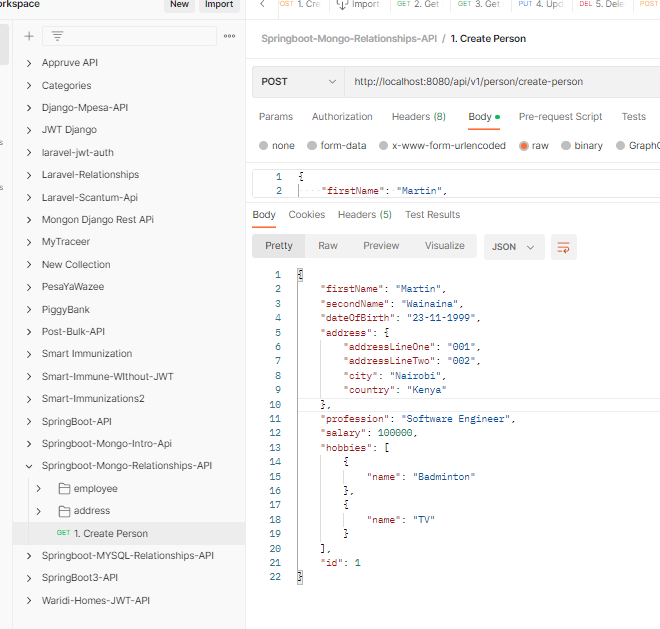 orkspace
New
Import
OST 1. Cre
Import
GET 2. Get
GET 3. Get
PUT 4. Upd
DEL 5. Dele
POST
Appruve API
Categories
Django-Mpesa-API
JWT Django
laravel-jwt-auth
Laravel-Relationships
Laravel-Scantum-Api
Mongon Django Rest APi
MyTraceer
New Collection
PesaYaWazee
PiggyBank
Post-Bulk-API
Smart Immunization
Smart-Immune-WIthout-JWT
Smart-Immunizations2
SpringBoot-API
Springboot-Mongo-Intro-Api
Springboot-Mongo-Relationships-API
employee
address
GET 1. Create Person
Springboot-MYSQL-Relationships-API
SpringBoot3-API
Waridi-Homes-JWT-API
Springboot-Mongo-Relationships-API / 1. Create Person
POST
http://localhost:8080/api/v1/person/create-person
Params Authorization Headers (8) Body Pre-request Script Tests
none form-data x-www-form-urlencoded raw binary GraphQ
1 {
2 "firstName": "Martin",
Body Cookies Headers (5) Test Results
Pretty Raw Preview Visualize JSON
1 {
2 "firstName": "Martin",
3 "secondName": "Wainaina",
4 "dateOfBirth": "23-11-1999",
5 "address": {
6 "addressLineOne": "001",
7 "addressLineTwo": "002",
8 "city": "Nairobi",
9 "country": "Kenya"
10 },
11 "profession": "Software Engineer",
12 "salary": 100000,
13 "hobbies": [
14 {
15 "name": "Badminton"
16 },
17 {
18 "name": "TV"
19 }
20 ],
21 "id": 1
22 }